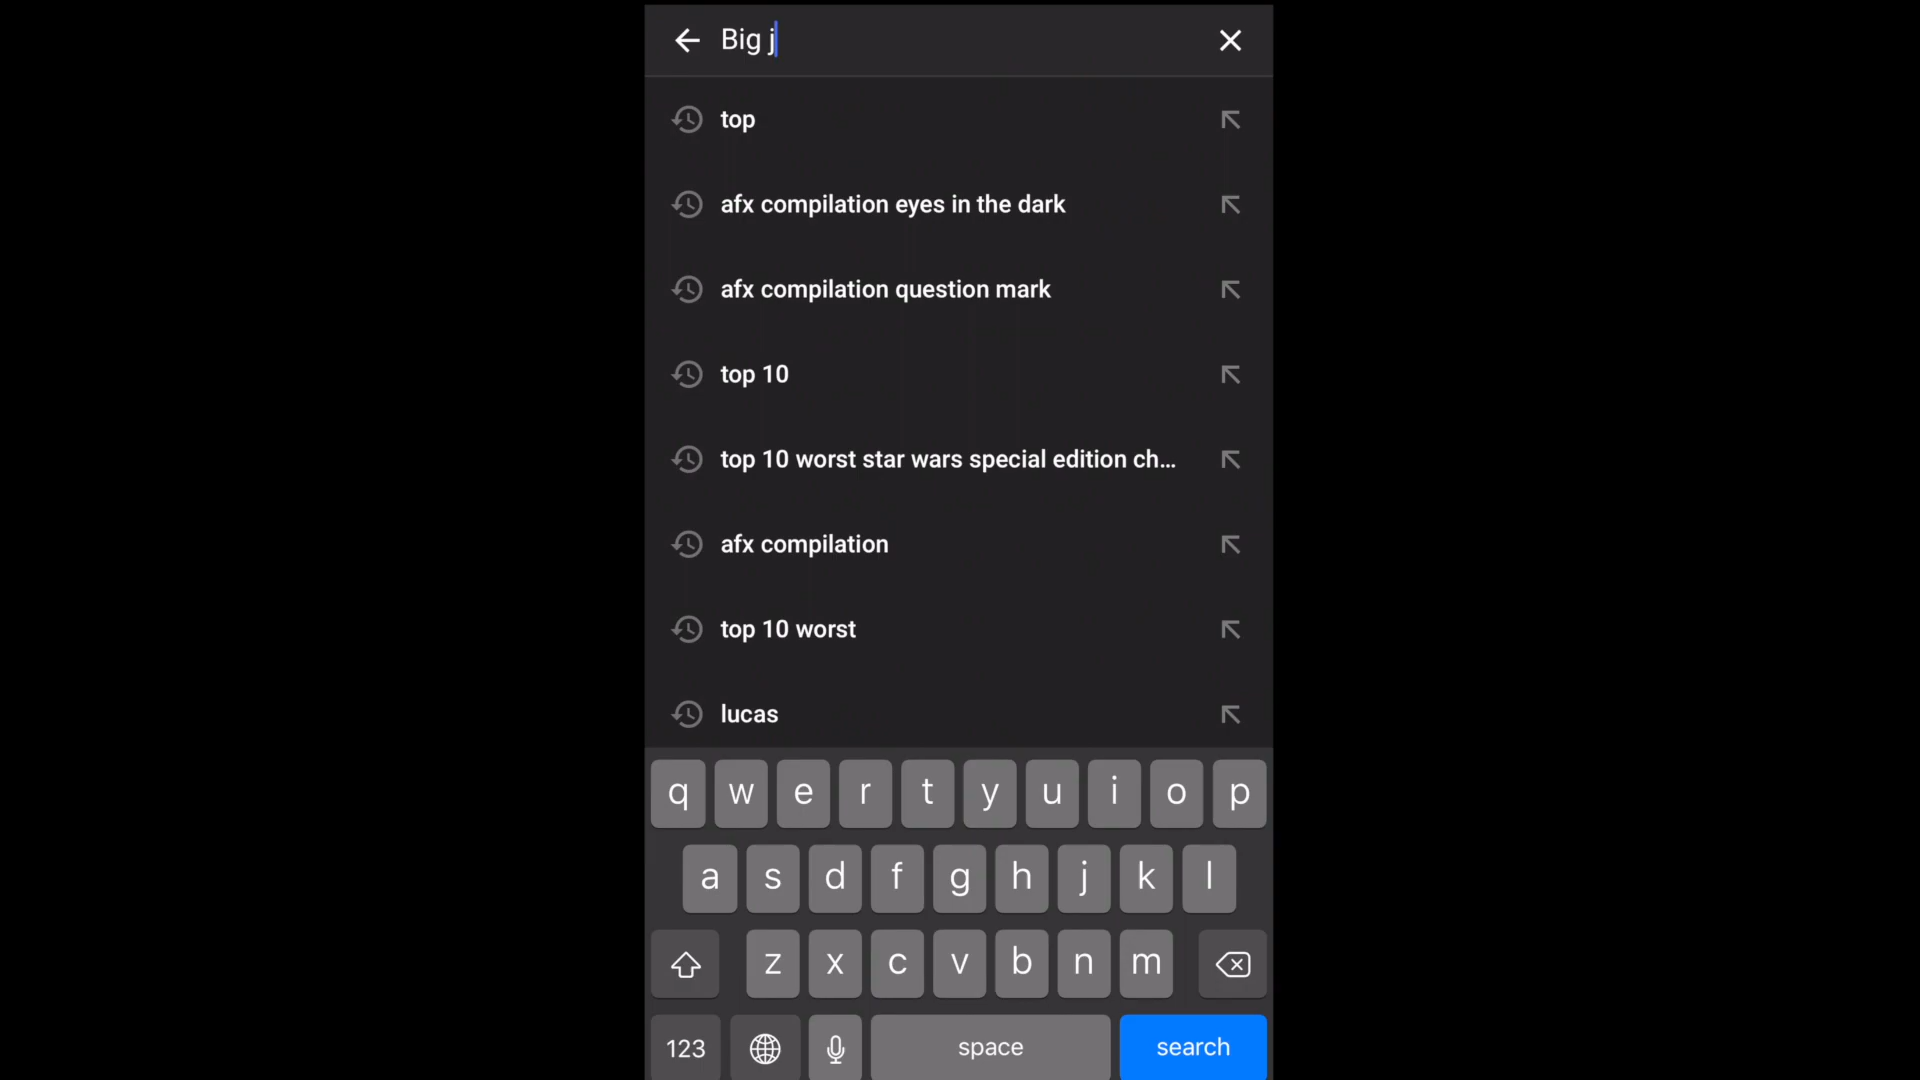 Big j
top
afx compilation eyes in the dark
afx compilation question mark
top 10
top 10 worst star wars special edition ch...
afx compilation
top 10 worst
lucas
q w e r t y u i o p
a s d f g h j k l
z x c v b n m
123 space search